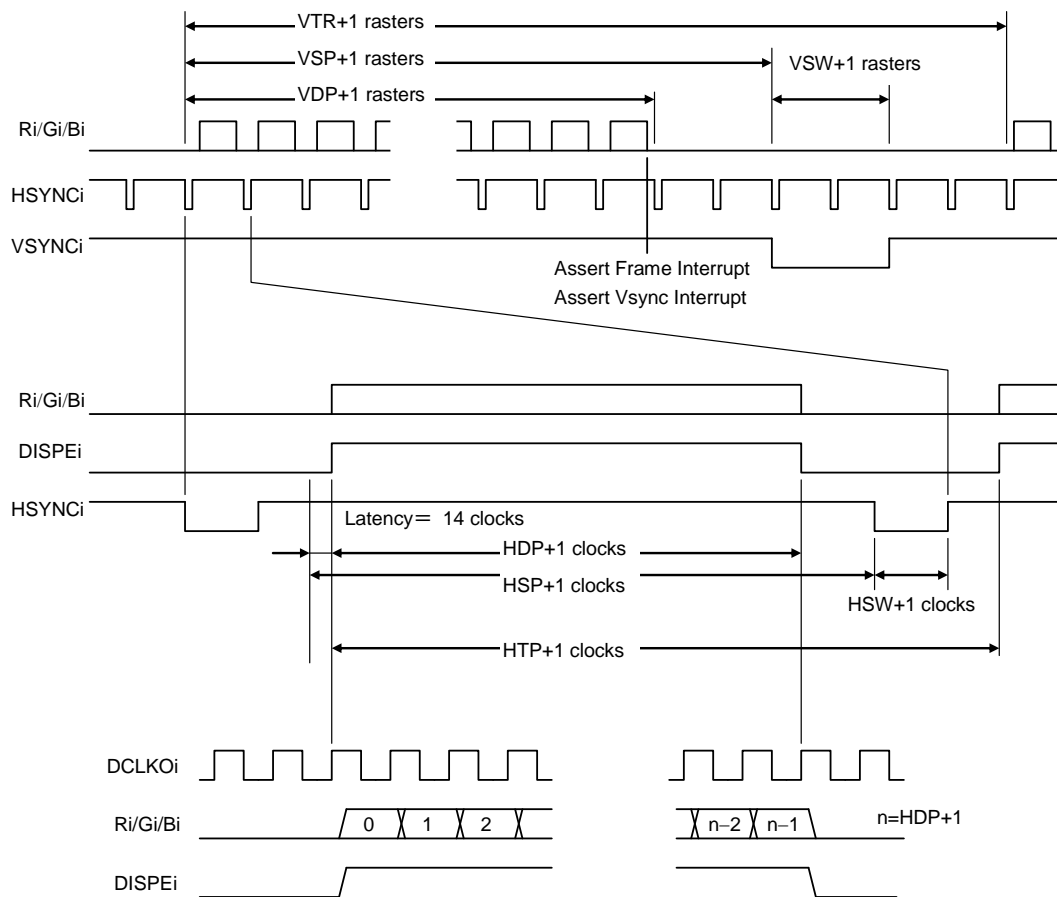 VTR+1 rasters
VSP+1 rasters
VSW+1 rasters
VDP+1 rasters
Ri/Gi/Bi
HSYNCi
VSYNCi
Assert Frame Interrupt
Assert Vsync Interrupt
Ri/Gi/Bi
DISPEi
HSYNCi
Latency＝ 14 clocks
HDP+1 clocks
HSP+1 clocks
HSW+1 clocks
HTP+1 clocks
DCLKOi
Ri/Gi/Bi
0 1 2 n−2 n−1 n=HDP+1
DISPEi